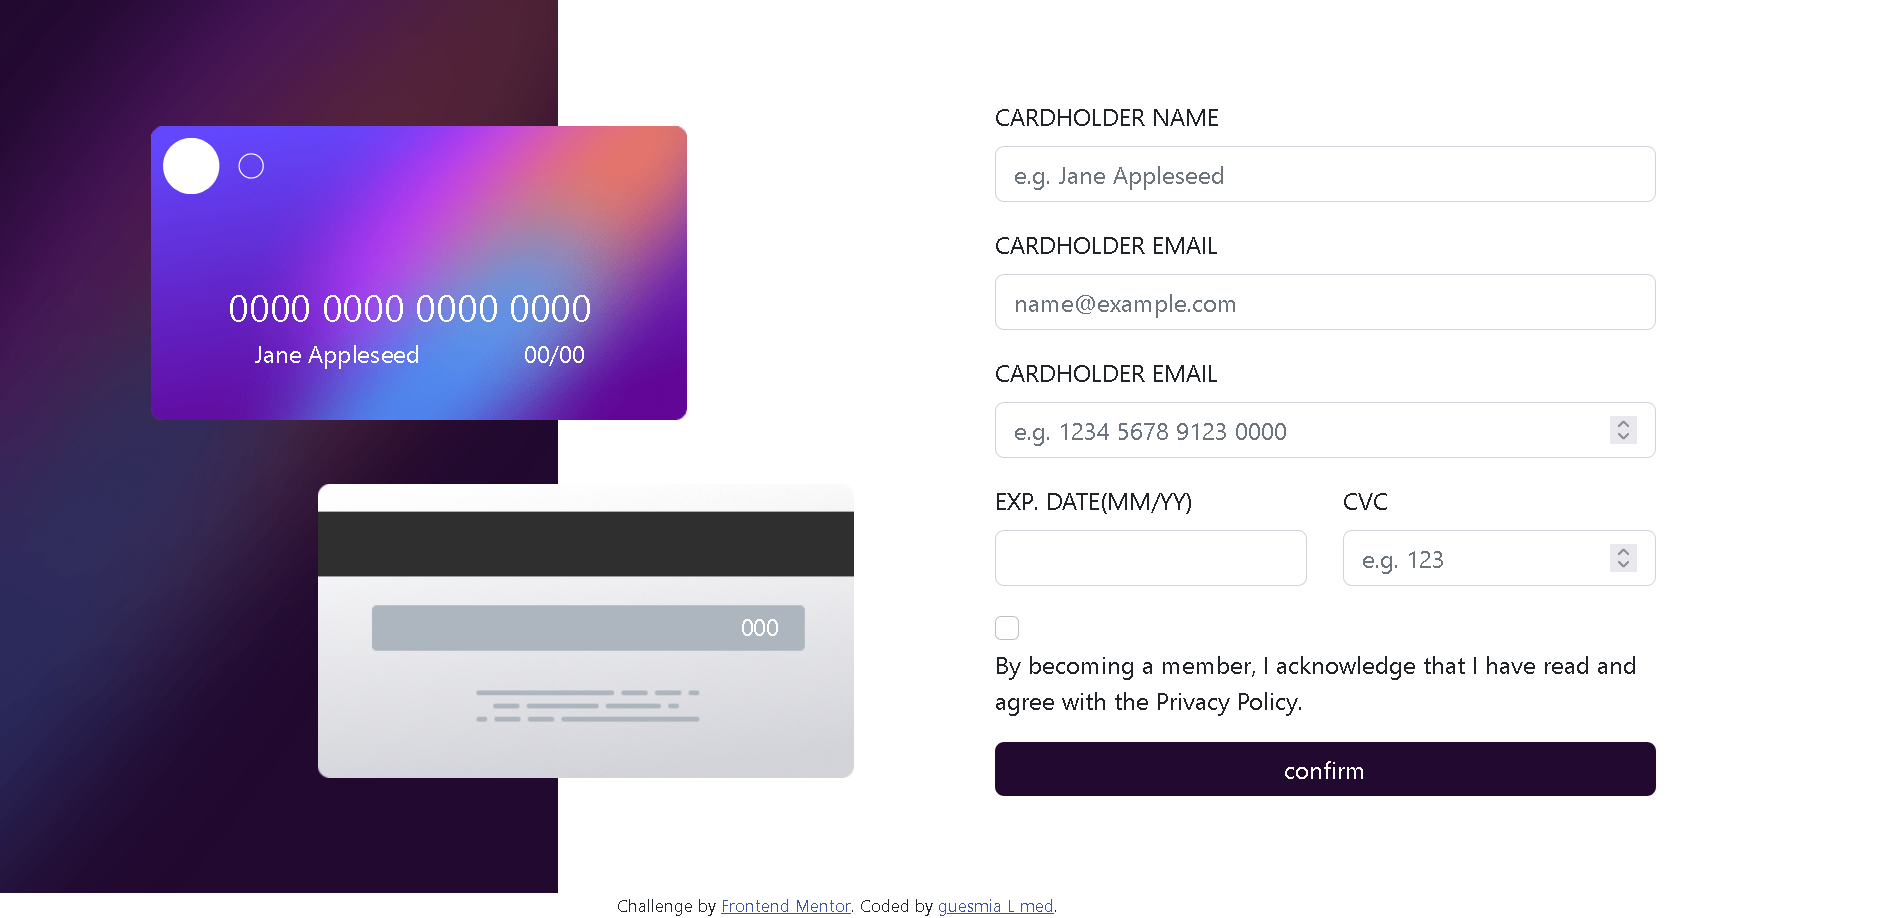 0000 0000 0000 0000
Jane Appleseed 00/00
000
CARDHOLDER NAME
e.g. Jane Appleseed
CARDHOLDER EMAIL
name@example.com
CARDHOLDER EMAIL
e.g. 1234 5678 9123 0000
EXP. DATE(MM/YY) CVC
e.g. 123
By becoming a member, I acknowledge that I have read and
agree with the Privacy Policy.
confirm
Challenge by Frontend Mentor. Coded by guesmia L med.